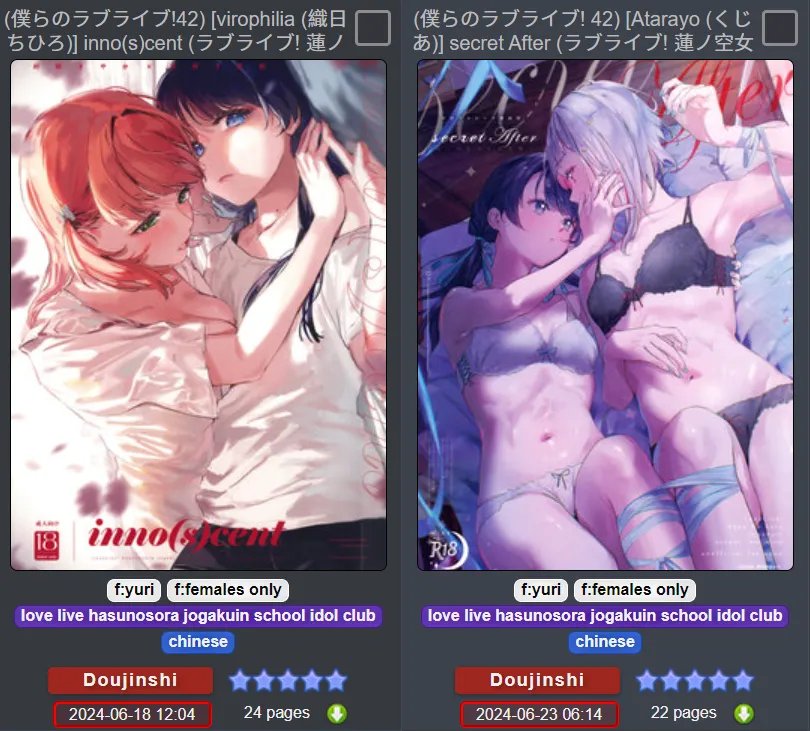 (僕らのラブライブ!42) [virophilia (織日
ちひろ)] inno(s)cent (ラブライブ! 蓮ノ
inno(s)cent
成人向け
18
f:yuri
f:females only
love live hasunosora jogakuin school idol club
chinese
Doujinshi
2024-06-18 12:04
24 pages
(僕らのラブライブ! 42) [Atarayo (くじ
あ)] secret After (ラブライブ! 蓮ノ空女
After
secret After
R18
f:yuri
f:females only
love live hasunosora jogakuin school idol club
chinese
Doujinshi
2024-06-23 06:14
22 pages